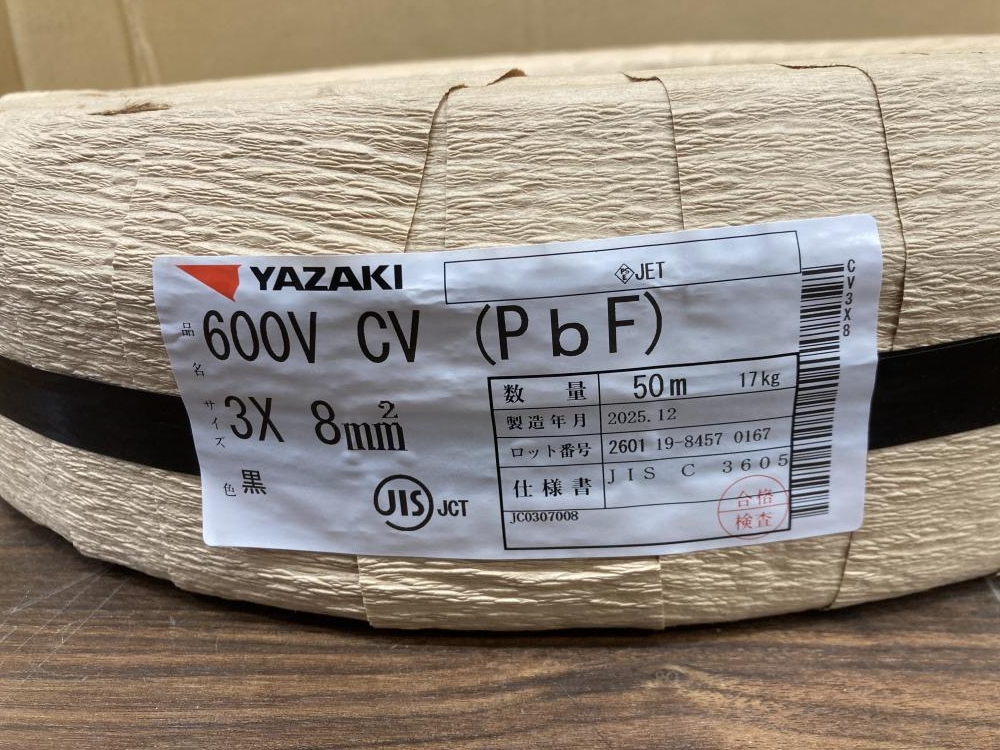 YAZAKI
PS E JET
品名 600V CV (PbF)
サイズ 3X 8mm²
色 黒
JIS JCT
数量 50m 17kg
製造年月 2025.12
ロット番号 2601 19-8457 0167
仕様書 JIS C 3605
JC0307008
合格
検査
CV3X8